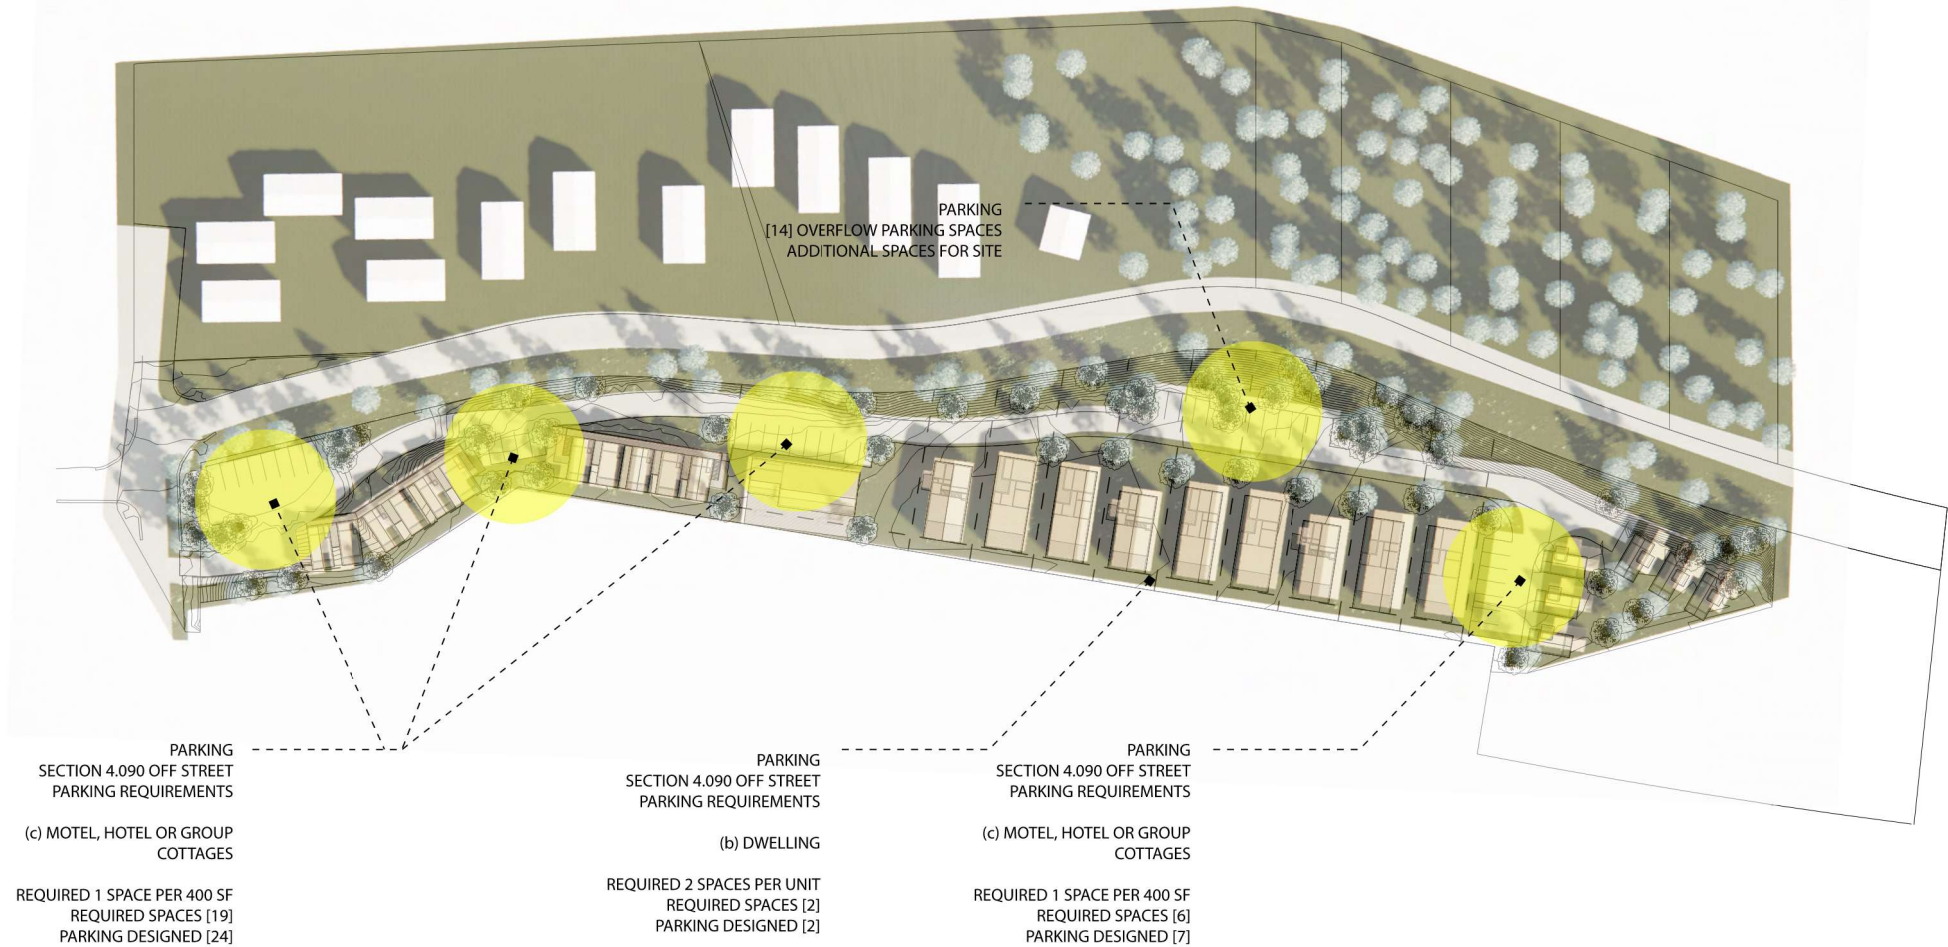 PARKING
[14] OVERFLOW PARKING SPACES
ADDITIONAL SPACES FOR SITE
PARKING
SECTION 4.090 OFF STREET
PARKING REQUIREMENTS
(c) MOTEL, HOTEL OR GROUP
COTTAGES
REQUIRED 1 SPACE PER 400 SF
REQUIRED SPACES [19]
PARKING DESIGNED [24]
PARKING
SECTION 4.090 OFF STREET
PARKING REQUIREMENTS
(b) DWELLING
REQUIRED 2 SPACES PER UNIT
REQUIRED SPACES [2]
PARKING DESIGNED [2]
PARKING
SECTION 4.090 OFF STREET
PARKING REQUIREMENTS
(c) MOTEL, HOTEL OR GROUP
COTTAGES
REQUIRED 1 SPACE PER 400 SF
REQUIRED SPACES [6]
PARKING DESIGNED [7]